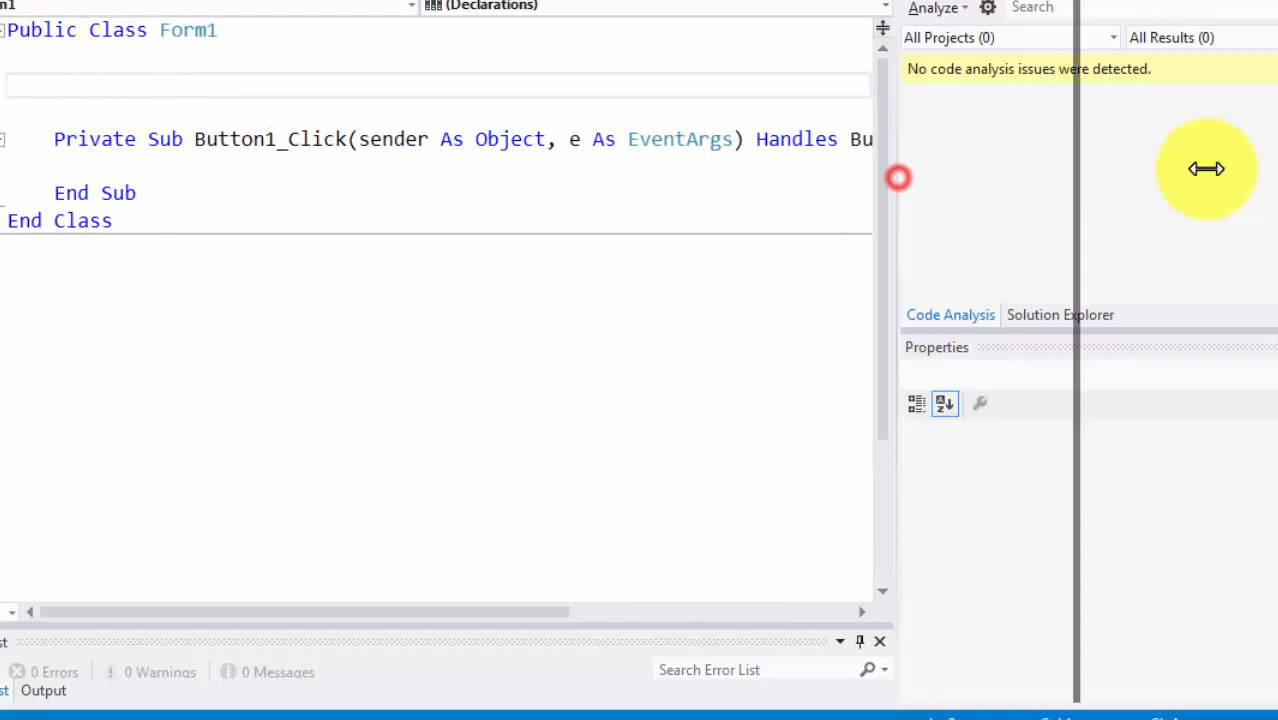 m1
(Declarations)
Public Class Form1
Private Sub Button1_Click(sender As Object, e As EventArgs) Handles Bu
End Sub
End Class
Analyze
Search
All Projects (0)
All Results (0)
No code analysis issues were detected.
Code Analysis
Solution Explorer
Properties
st
0 Errors
0 Warnings
0 Messages
Search Error List
st
Output